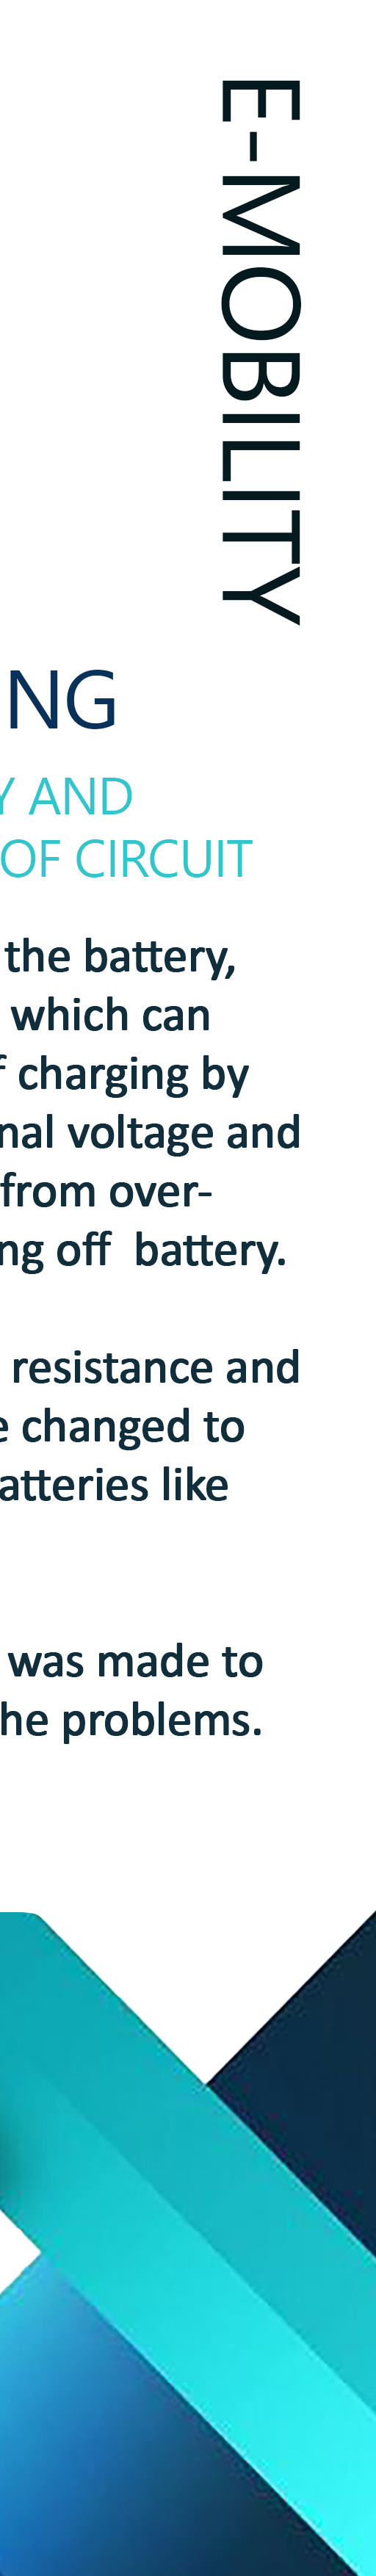 E-MOBILITY
NG
Y AND
OF CIRCUIT
the battery,
which can
f charging by
nal voltage and
from over-
ng off  battery.
resistance and
e changed to
atteries like
was made to
he problems.